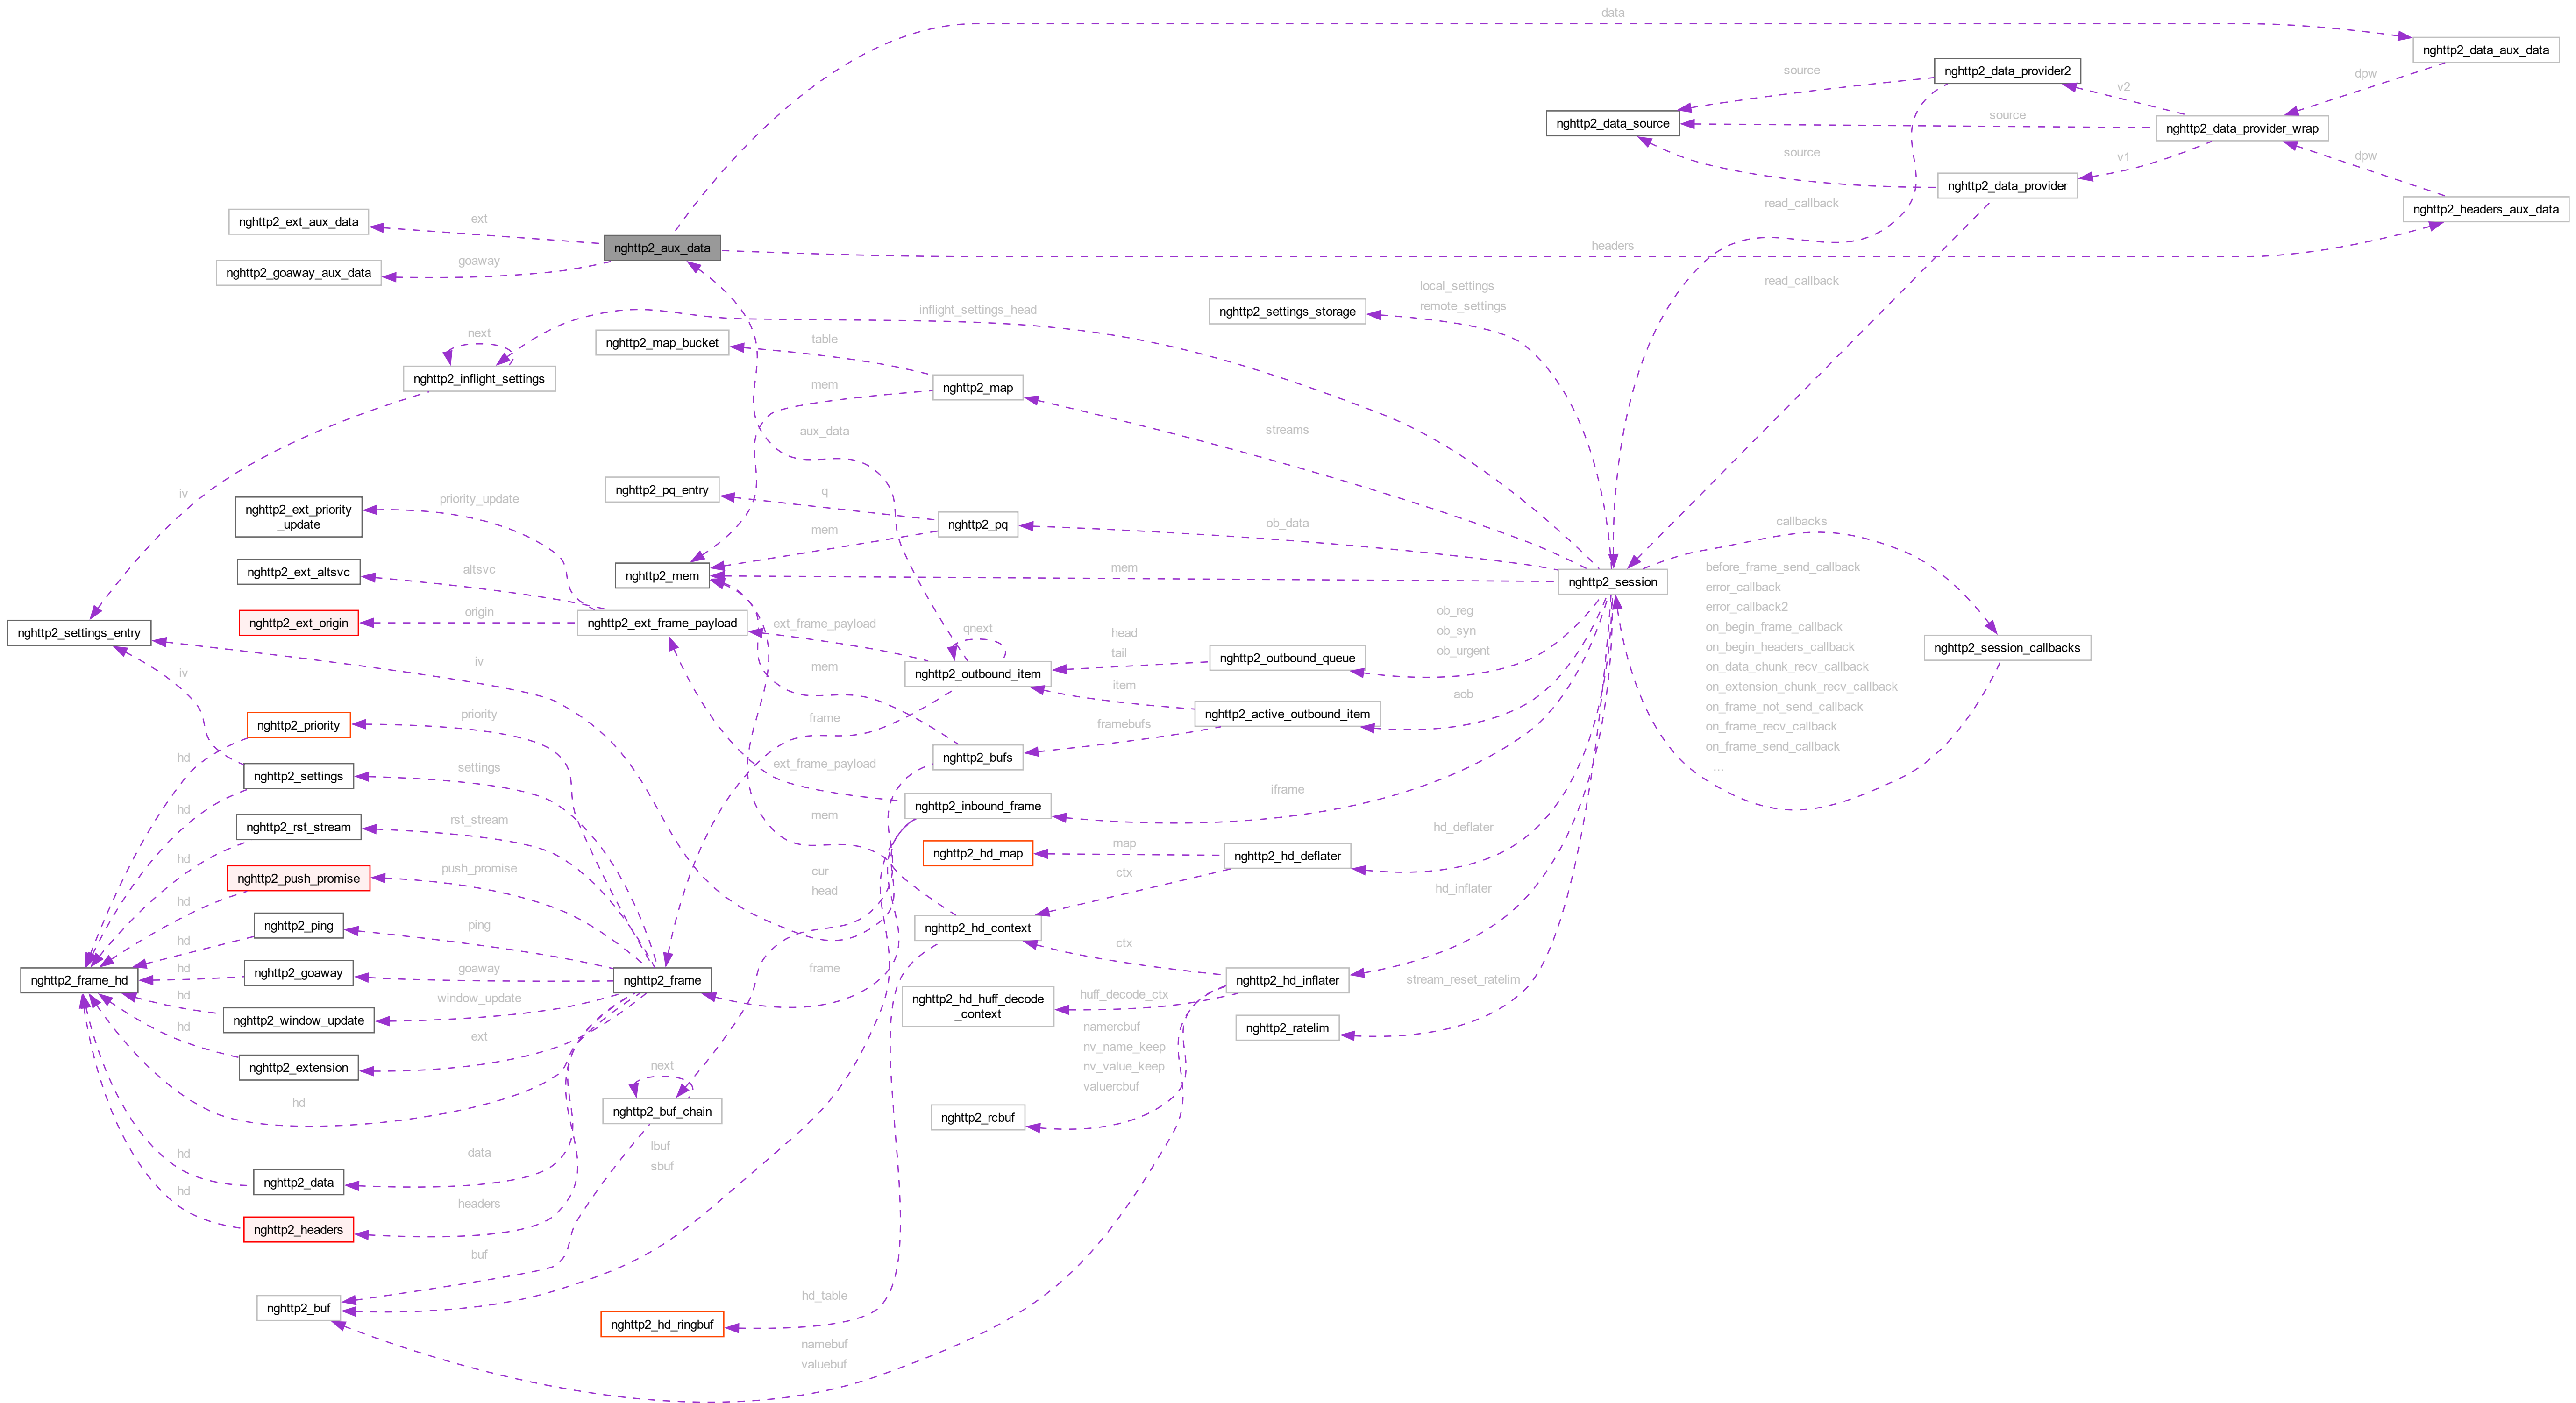 data
nghttp2_data_aux_data
source
nghttp2_data_provider2
dpw
v2
nghttp2_data_source
source
nghttp2_data_provider_wrap
source
v1
dpw
nghttp2_data_provider
read_callback
nghttp2_headers_aux_data
nghttp2_ext_aux_data
ext
nghttp2_aux_data
headers
nghttp2_goaway_aux_data
goaway
read_callback
local_settings
remote_settings
nghttp2_settings_storage
inflight_settings_head
next
nghttp2_map_bucket
table
nghttp2_inflight_settings
mem
nghttp2_map
aux_data
streams
iv
priority_update
nghttp2_pq_entry
q
nghttp2_ext_priority
_update
nghttp2_pq
ob_data
callbacks
mem
nghttp2_ext_altsvc
altsvc
nghttp2_mem
mem
nghttp2_session
before_frame_send_callback
error_callback
error_callback2
on_begin_frame_callback
on_begin_headers_callback
on_data_chunk_recv_callback
on_extension_chunk_recv_callback
on_frame_not_send_callback
on_frame_recv_callback
on_frame_send_callback
...
nghttp2_session_callbacks
nghttp2_settings_entry
nghttp2_ext_origin
origin
nghttp2_ext_frame_payload
ext_frame_payload
qnext
head
tail
ob_reg
ob_syn
ob_urgent
nghttp2_outbound_queue
iv
iv
mem
nghttp2_outbound_item
item
aob
nghttp2_priority
priority
frame
framebufs
nghttp2_active_outbound_item
hd
nghttp2_settings
settings
ext_frame_payload
nghttp2_bufs
hd
iframe
nghttp2_inbound_frame
nghttp2_rst_stream
rst_stream
mem
hd_deflater
hd
nghttp2_hd_map
map
nghttp2_hd_deflater
nghttp2_push_promise
push_promise
cur
head
ctx
hd_inflater
hd
nghttp2_ping
ping
nghttp2_hd_context
ctx
hd
nghttp2_frame_hd
hd
nghttp2_goaway
goaway
nghttp2_frame
frame
nghttp2_hd_inflater
stream_reset_ratelim
hd
nghttp2_window_update
window_update
nghttp2_hd_huff_decode
_context
huff_decode_ctx
nghttp2_ratelim
hd
nghttp2_extension
ext
namercbuf
nv_name_keep
nv_value_keep
valuercbuf
next
hd
nghttp2_buf_chain
nghttp2_rcbuf
hd
nghttp2_data
data
lbuf
sbuf
hd
nghttp2_headers
headers
buf
nghttp2_buf
hd_table
nghttp2_hd_ringbuf
namebuf
valuebuf